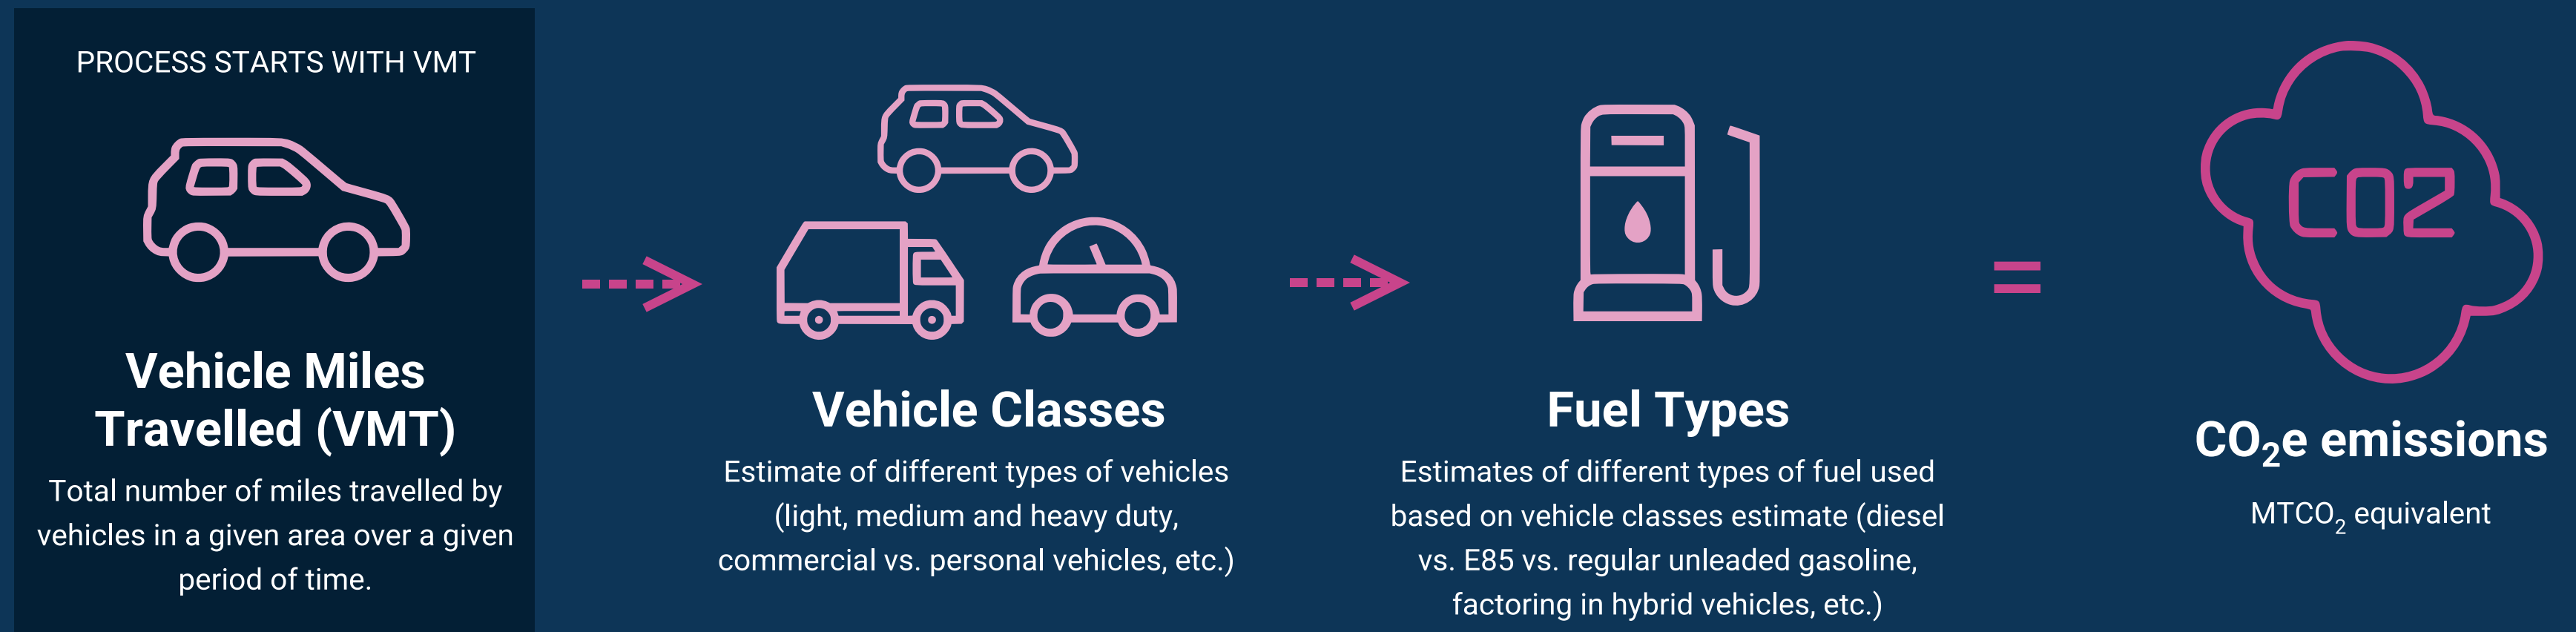 PROCESS STARTS WITH VMT
Vehicle Miles
Travelled (VMT)
Total number of miles travelled by
vehicles in a given area over a given
period of time.
Vehicle Classes
Estimate of different types of vehicles
(light, medium and heavy duty,
commercial vs. personal vehicles, etc.)
Fuel Types
Estimates of different types of fuel used
based on vehicle classes estimate (diesel
vs. E85 vs. regular unleaded gasoline,
factoring in hybrid vehicles, etc.)
=
CO2
CO₂e emissions
MTCO₂ equivalent